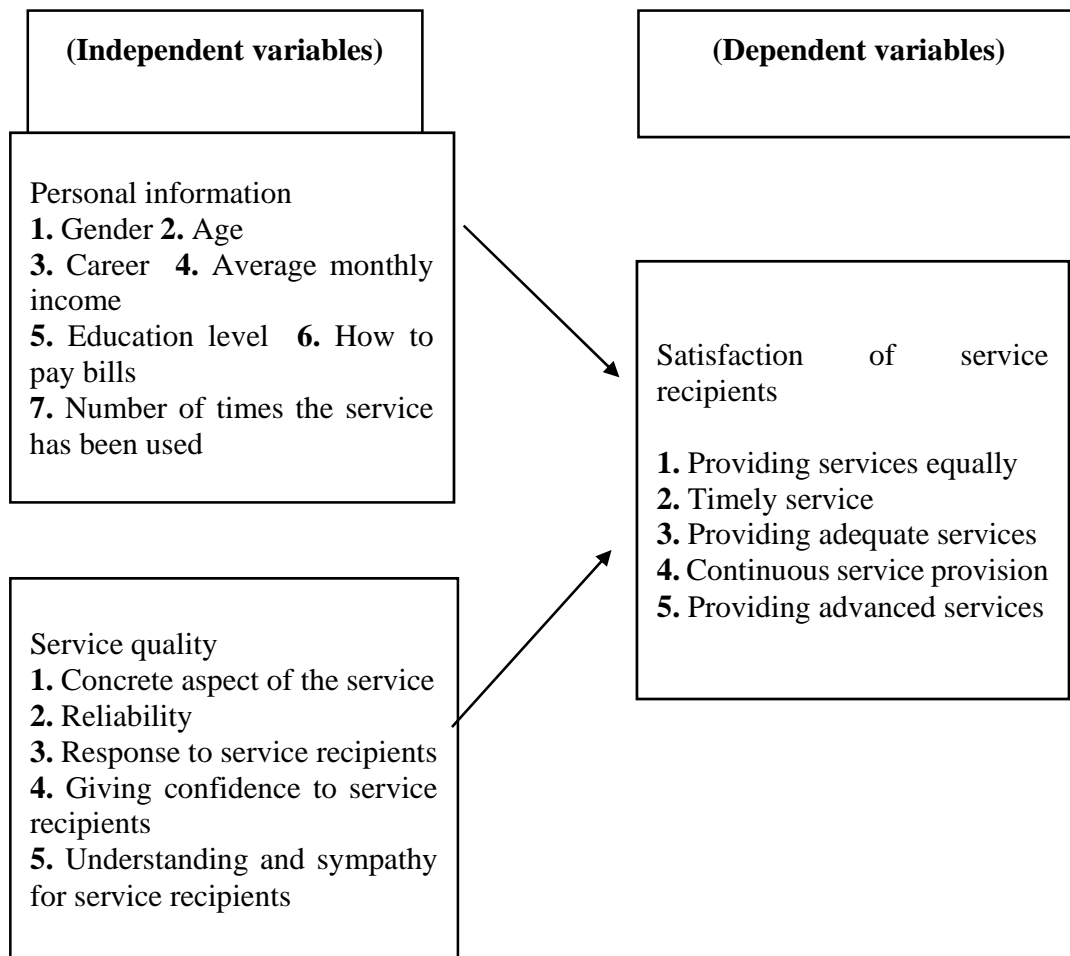 (Independent variables)
(Dependent variables)
Personal information
1. Gender 2. Age
3. Career 4. Average monthly
income
5. Education level 6. How to
pay bills
7. Number of times the service
has been used
Satisfaction of service
recipients
1. Providing services equally
2. Timely service
3. Providing adequate services
4. Continuous service provision
5. Providing advanced services
Service quality
1. Concrete aspect of the service
2. Reliability
3. Response to service recipients
4. Giving confidence to service
recipients
5. Understanding and sympathy
for service recipients